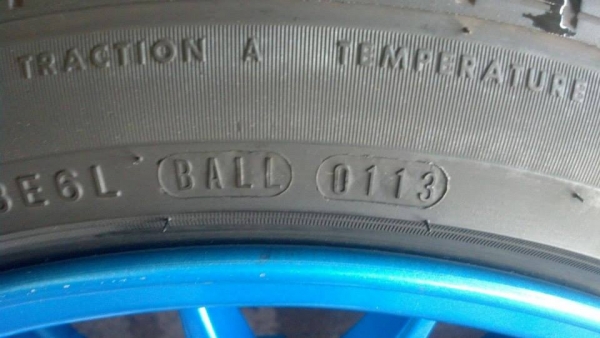 TRACTION A TEMPERATURE
BE6L BALL 0113